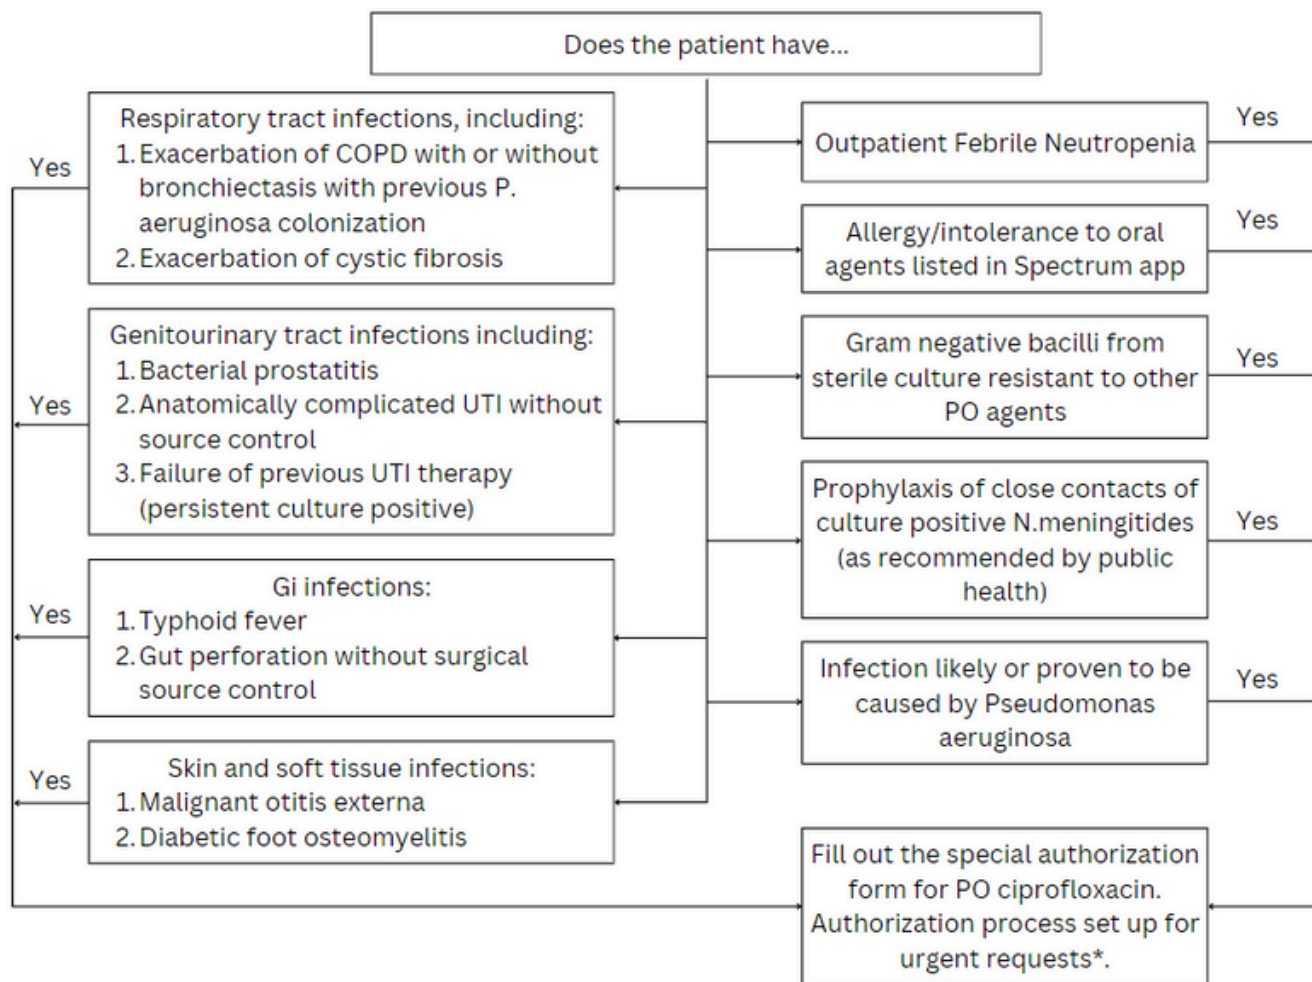 Does the patient have...
Respiratory tract infections, including:
1. Exacerbation of COPD with or without
bronchiectasis with previous P.
aeruginosa colonization
2. Exacerbation of cystic fibrosis
Yes
Genitourinary tract infections including:
1. Bacterial prostatitis
2. Anatomically complicated UTI without
source control
3. Failure of previous UTI therapy
(persistent culture positive)
Yes
Gi infections:
1. Typhoid fever
2. Gut perforation without surgical
source control
Yes
Skin and soft tissue infections:
1. Malignant otitis externa
2. Diabetic foot osteomyelitis
Yes
Outpatient Febrile Neutropenia
Yes
Allergy/intolerance to oral
agents listed in Spectrum app
Yes
Gram negative bacilli from
sterile culture resistant to other
PO agents
Yes
Prophylaxis of close contacts of
culture positive N.meningitides
(as recommended by public
health)
Yes
Infection likely or proven to be
caused by Pseudomonas
aeruginosa
Yes
Fill out the special authorization
form for PO ciprofloxacin.
Authorization process set up for
urgent requests*.